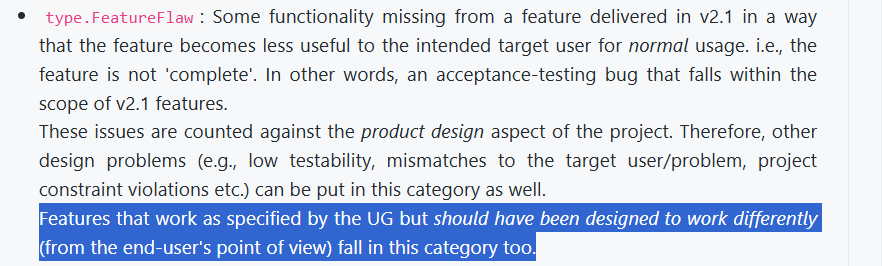 • type.FeatureFlaw : Some functionality missing from a feature delivered in v2.1 in a way
that the feature becomes less useful to the intended target user for normal usage. i.e., the
feature is not 'complete'. In other words, an acceptance-testing bug that falls within the
scope of v2.1 features.
These issues are counted against the product design aspect of the project. Therefore, other
design problems (e.g., low testability, mismatches to the target user/problem, project
constraint violations etc.) can be put in this category as well.
Features that work as specified by the UG but should have been designed to work differently
(from the end-user's point of view) fall in this category too.